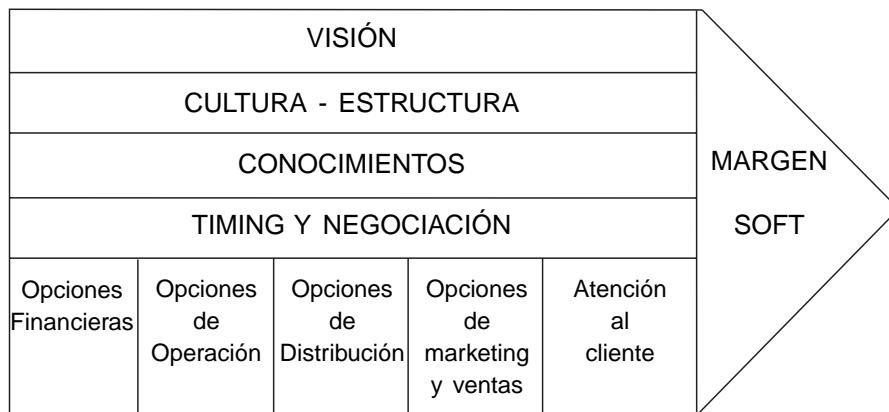 VISIÓN
CULTURA - ESTRUCTURA
CONOCIMIENTOS
TIMING Y NEGOCIACIÓN
MARGEN
SOFT
Opciones
Financieras
Opciones
de
Operación
Opciones
de
Distribución
Opciones
de
marketing
y ventas
Atención
al
cliente